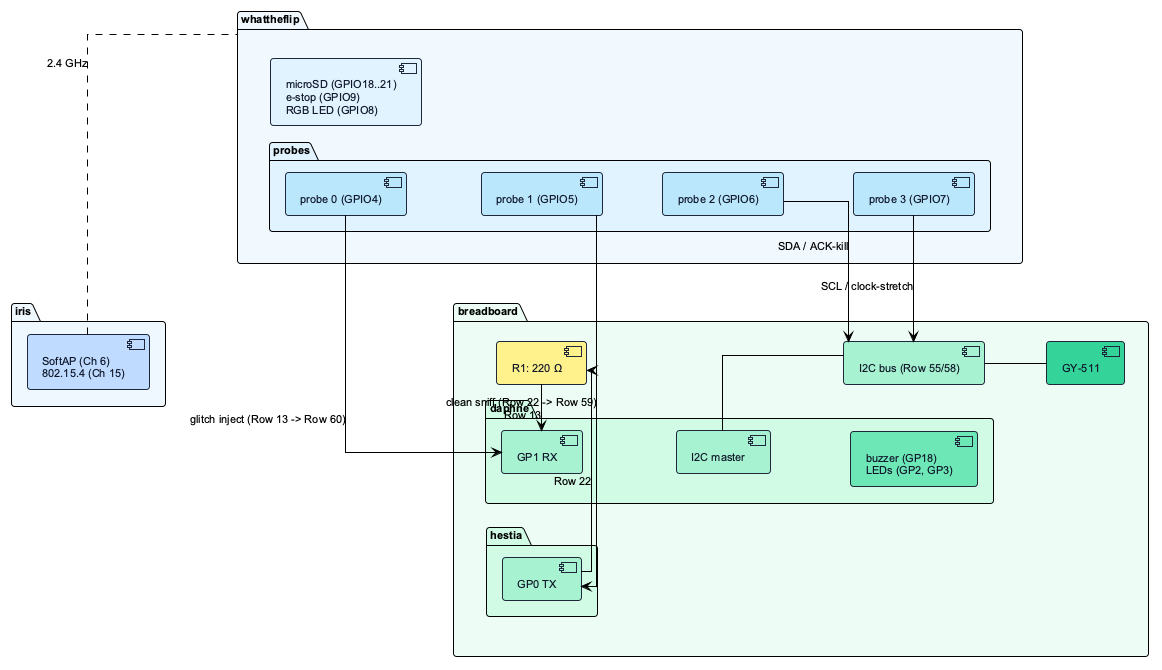 whattheflip
2.4 GHz
microSD (GPIO18..21)
e-stop (GPIO9)
RGB LED (GPIO8)
probes
probe 0 (GPIO4)
probe 1 (GPIO5)
probe 2 (GPIO6)
probe 3 (GPIO7)
SDA / ACK-kill
SCL / clock-stretch
iris
SoftAP (Ch 6)
802.15.4 (Ch 15)
breadboard
R1: 220 Ω
I2C bus (Row 55/58)
GY-511
clean sniff (Row 22 -> Row 59)
daphne
Row 13
glitch inject (Row 13 -> Row 60)
GP1 RX
I2C master
buzzer (GP18)
LEDs (GP2, GP3)
Row 22
hestia
GP0 TX